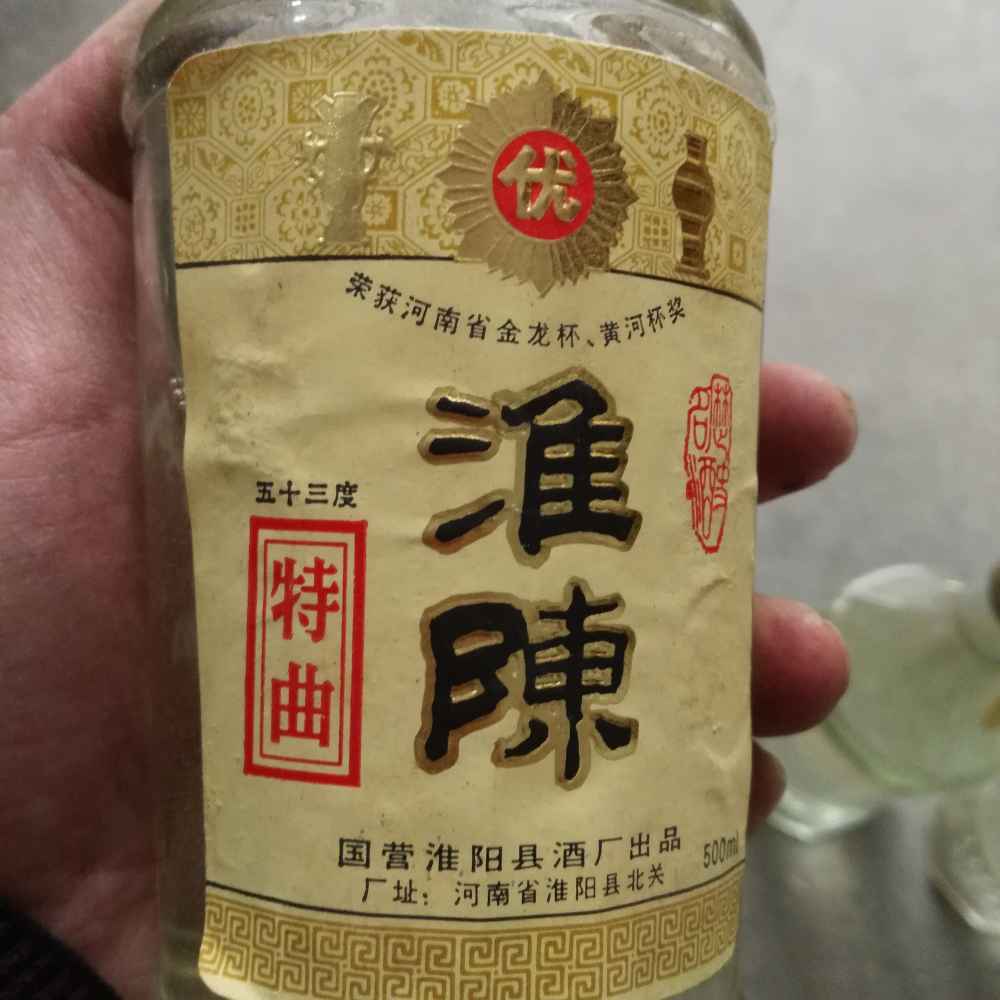 优
荣获河南省金龙杯、黄河杯奖
淮陳
名酒
五十三度
特曲
国营淮阳县酒厂出品
500ml
厂址：河南省淮阳县北关